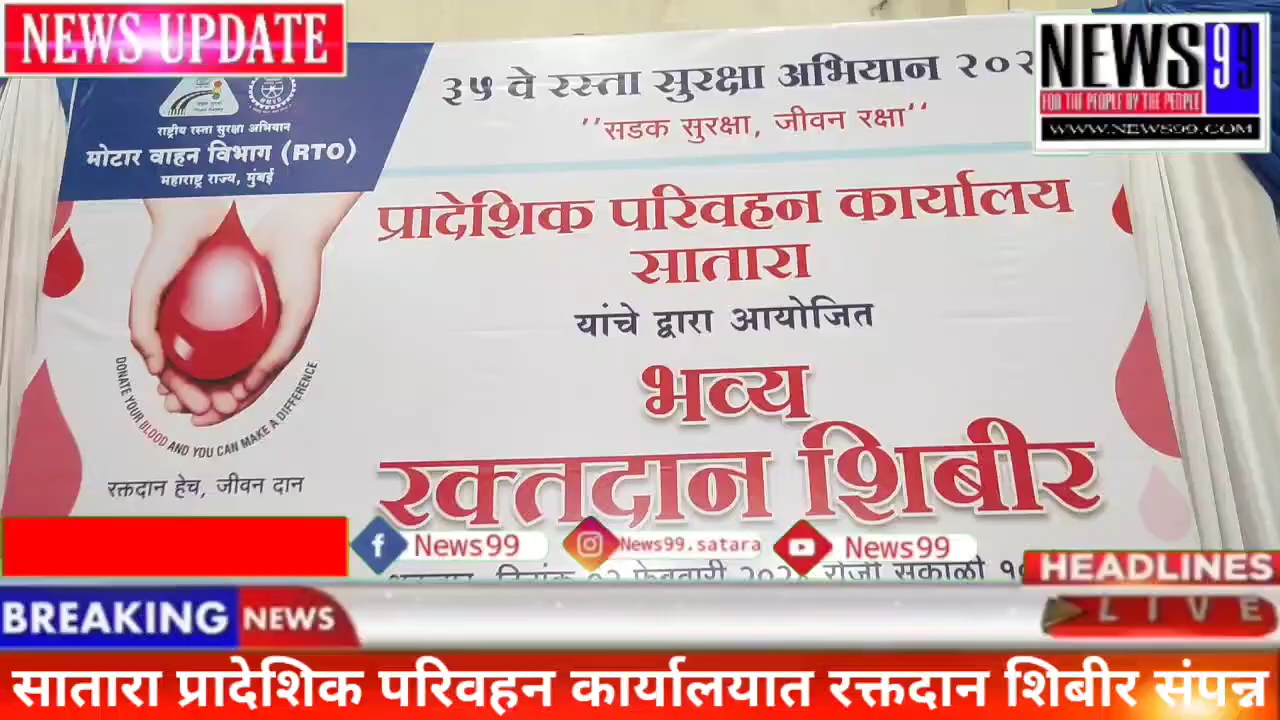 NEWS UPDATE
NEWS 99
FOR THE PEOPLE BY THE PEOPLE
WWW.NEWS99.COM
३५ वे रस्ता सुरक्षा अभियान
''सडक सुरक्षा, जीवन रक्षा''
राष्ट्रीय रस्ता सुरक्षा अभियान
मोटार वाहन विभाग (RTO)
महाराष्ट्र राज्य, मुंबई
प्रादेशिक परिवहन कार्यालय
सातारा
यांचे द्वारा आयोजित
भव्य
रक्तदान शिबीर
DONATE YOUR BLOOD AND YOU CAN MAKE A DIFFERENCE
रक्तदान हेच, जीवन दान
News99
News99.satara
News99
फेब्रुवारी रोजी सकाळी
HEADLINES
LIVE
BREAKING NEWS
सातारा प्रादेशिक परिवहन कार्यालयात रक्तदान शिबीर संपन्न